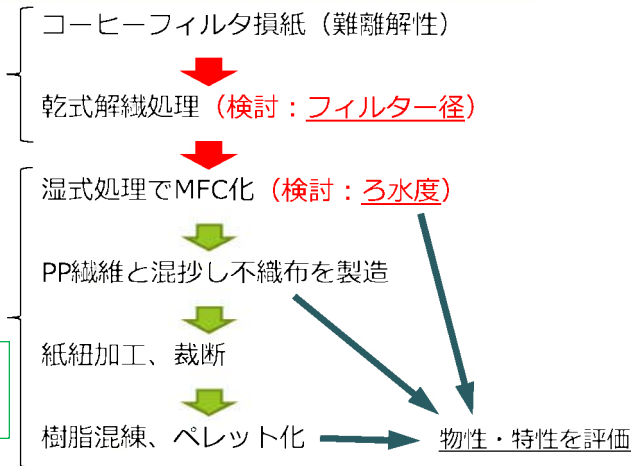 コーヒーフィルタ損紙（難離解性）
乾式解繊処理（検討：フィルター径）
湿式処理でMFC化（検討：ろ水度）
PP繊維と混抄し不織布を製造
紙紐加工、裁断
樹脂混練、ペレット化
物性・特性を評価